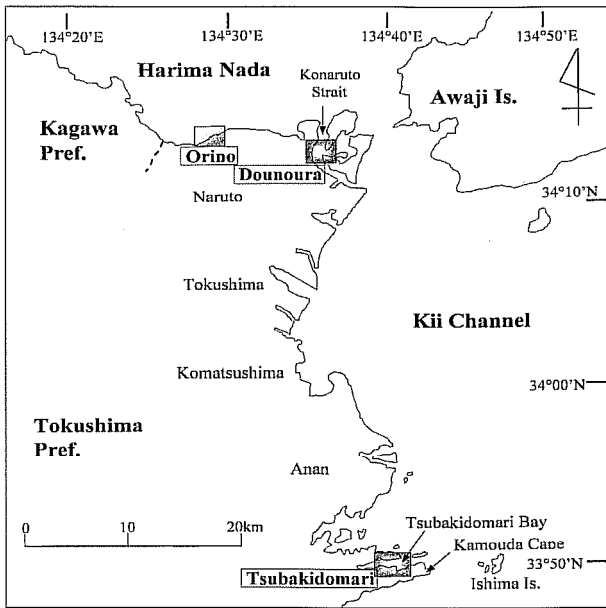 134°20'E 134°30'E 134°40'E 134°50'E
Harima Nada
Konaruto
Strait
Awaji Is.
Kagawa
Pref.
Orino
Dounoura
Naruto
34°10'N
Tokushima
Kii Channel
Komatsushima
34°00'N
Tokushima
Pref.
Anan
0 10 20km
Tsubakidomari Bay
Kamouda Cape
33°50'N
Ishima Is.
Tsubakidomari